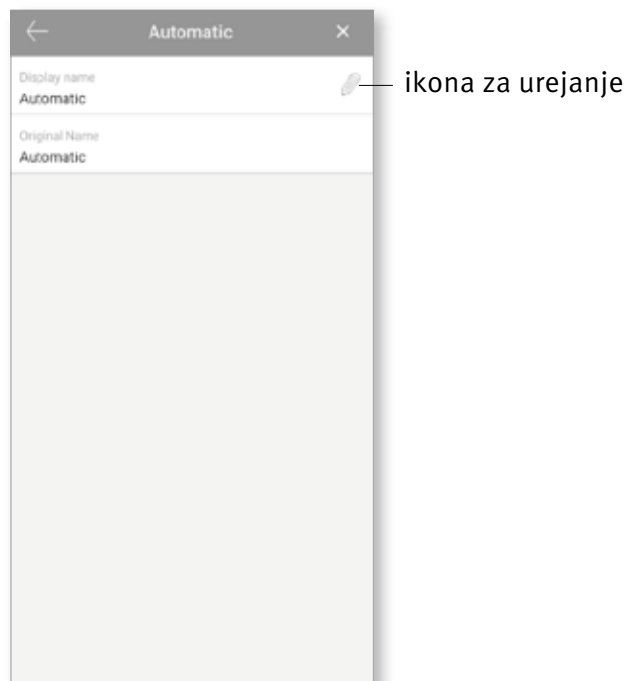 Automatic
Display name
Automatic
ikona za urejanje
Original Name
Automatic